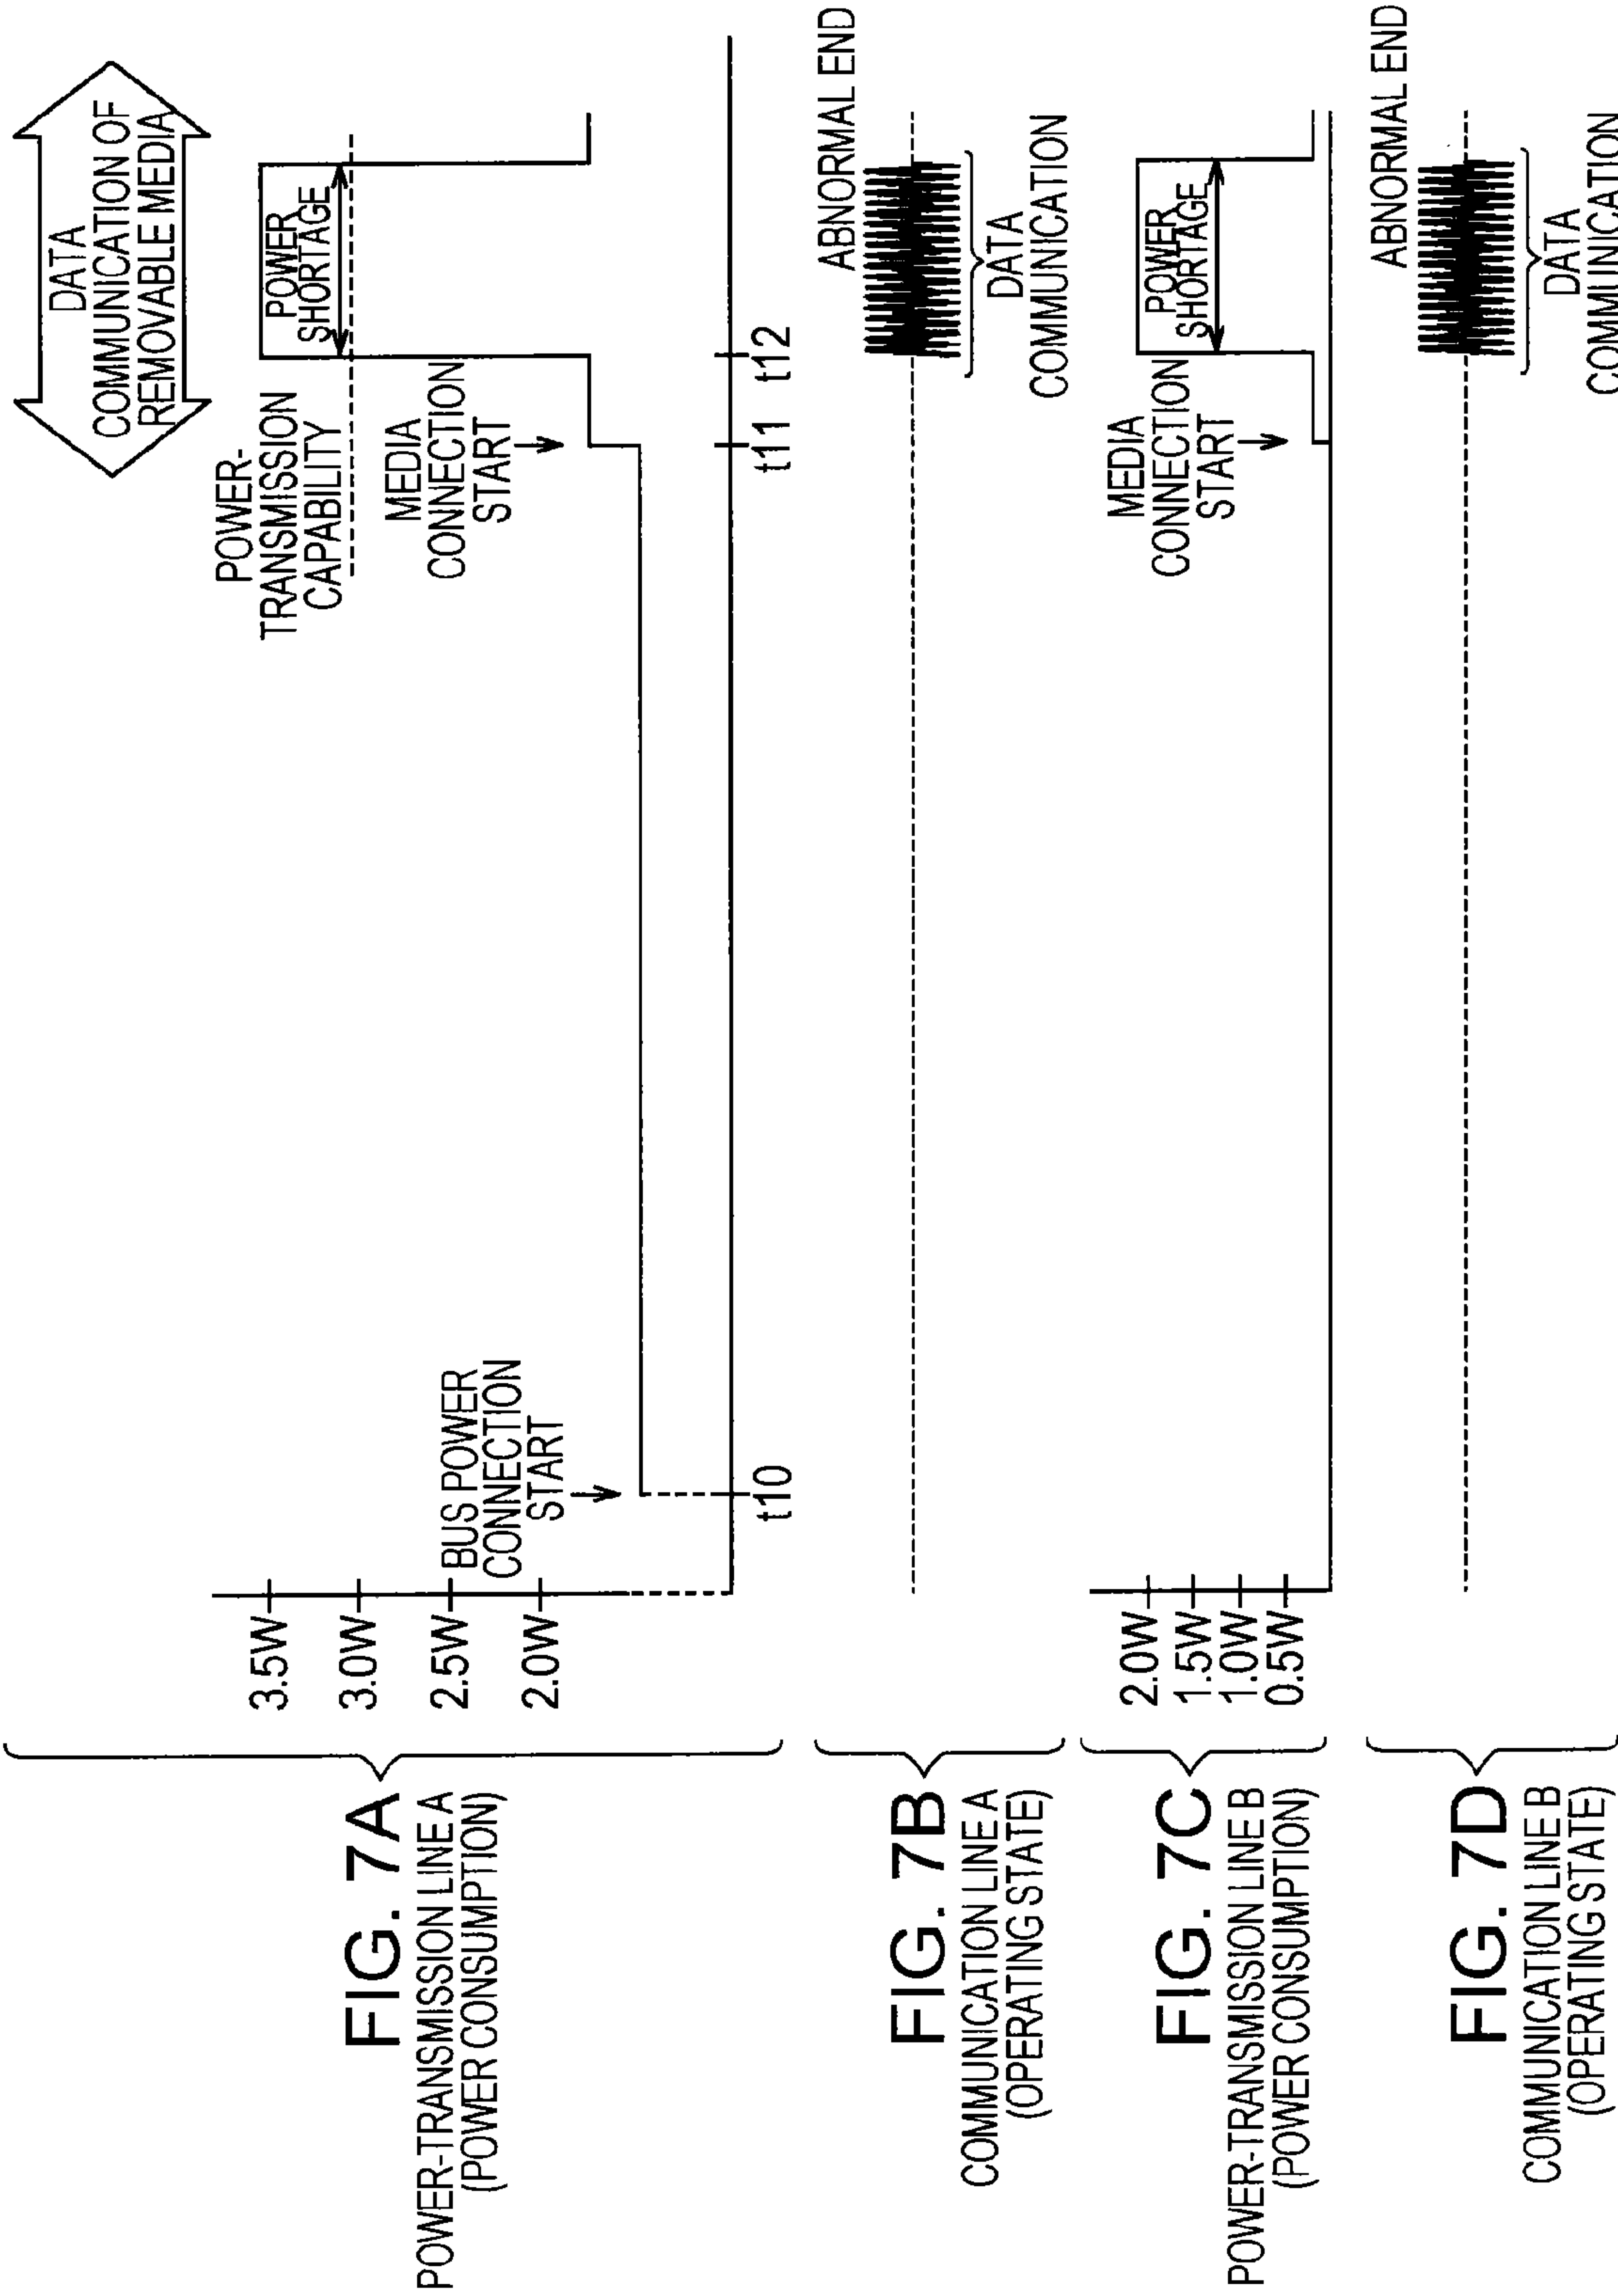 FIG. 7A
POWER-TRANSMISSION LINE A
(POWER CONSUMPTION)
3.5W
3.0W
2.5W
2.0W
BUS POWER
CONNECTION
START
t10
POWER-
TRANSMISSION
CAPABILITY
MEDIA
CONNECTION
START
t11
t12
DATA
COMMUNICATION OF
REMOVABLE MEDIA
POWER
SHORTAGE
FIG. 7B
COMMUNICATION LINE A
(OPERATING STATE)
ABNORMAL END
DATA
COMMUNICATION
FIG. 7C
POWER-TRANSMISSION LINE B
(POWER CONSUMPTION)
2.0W
1.5W
1.0W
0.5W
MEDIA
CONNECTION
START
POWER
SHORTAGE
FIG. 7D
COMMUNICATION LINE B
(OPERATING STATE)
ABNORMAL END
DATA
COMMUNICATION